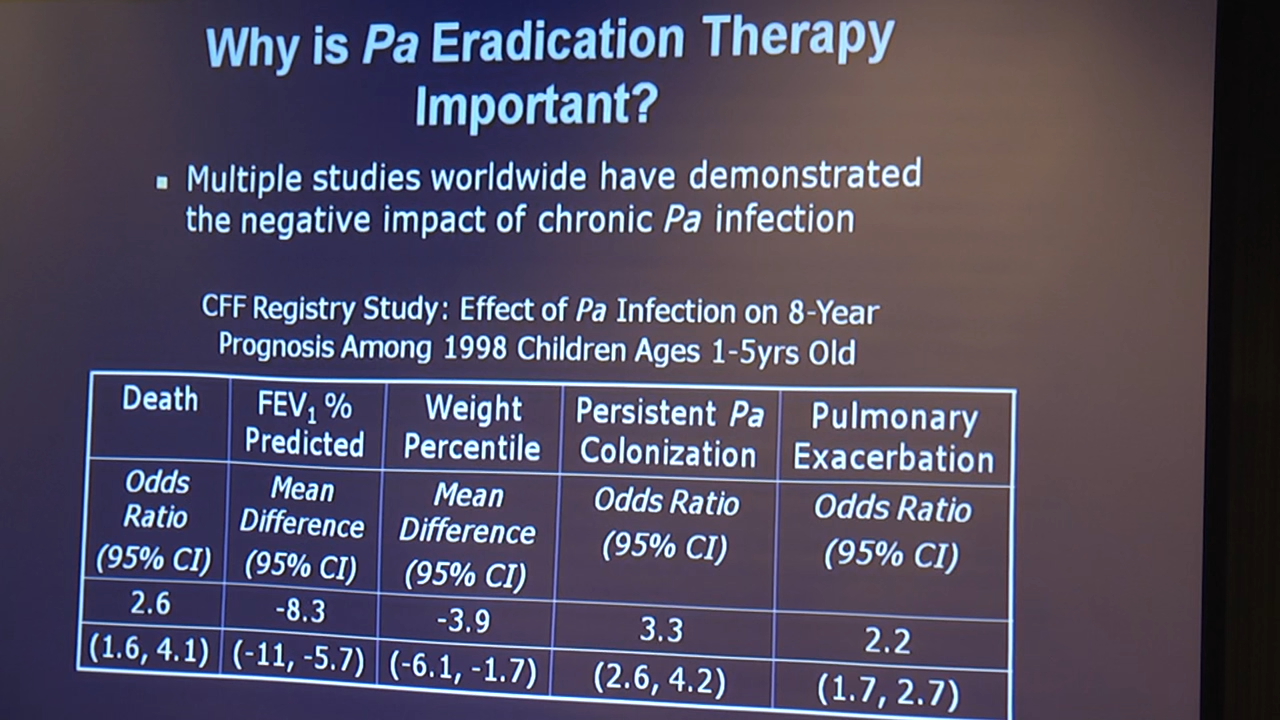 Why is Pa Eradication Therapy
Important?
▪ Multiple studies worldwide have demonstrated
the negative impact of chronic Pa infection
CFF Registry Study: Effect of Pa Infection on 8-Year
Prognosis Among 1998 Children Ages 1-5yrs Old
Death
FEV₁ %
Predicted
Weight
Percentile
Persistent Pa
Colonization
Pulmonary
Exacerbation
Odds
Ratio
(95% CI)
Mean
Difference
(95% CI)
Mean
Difference
(95% CI)
Odds Ratio
(95% CI)
Odds Ratio
(95% CI)
2.6
-8.3
-3.9
3.3
2.2
(1.6, 4.1)
(-11, -5.7)
(-6.1, -1.7)
(2.6, 4.2)
(1.7, 2.7)